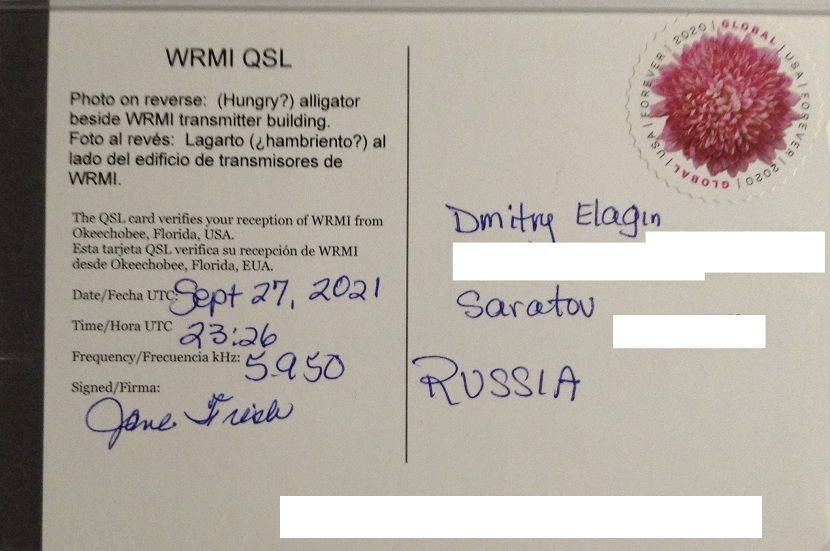 WRMI QSL
Photo on reverse: (Hungry?) alligator
beside WRMI transmitter building.
Foto al revés: Lagarto (¿hambriento?) al
lado del edificio de transmisores de
WRMI.
The QSL card verifies your reception of WRMI from
Okeechobee, Florida, USA.
Esta tarjeta QSL verifica su recepción de WRMI
desde Okeechobee, Florida, EUA.
Date/Fecha UTC: Sept 27, 2021
Time/Hora UTC 23:26
Frequency/Frecuencia kHz: 5950
Signed/Firma:
Jane
GLOBAL | USA | FOREVER | 2020 | GLOBAL | USA | FOREVER | 2020 |
Dmitry Elagin
Saratov
RUSSIA